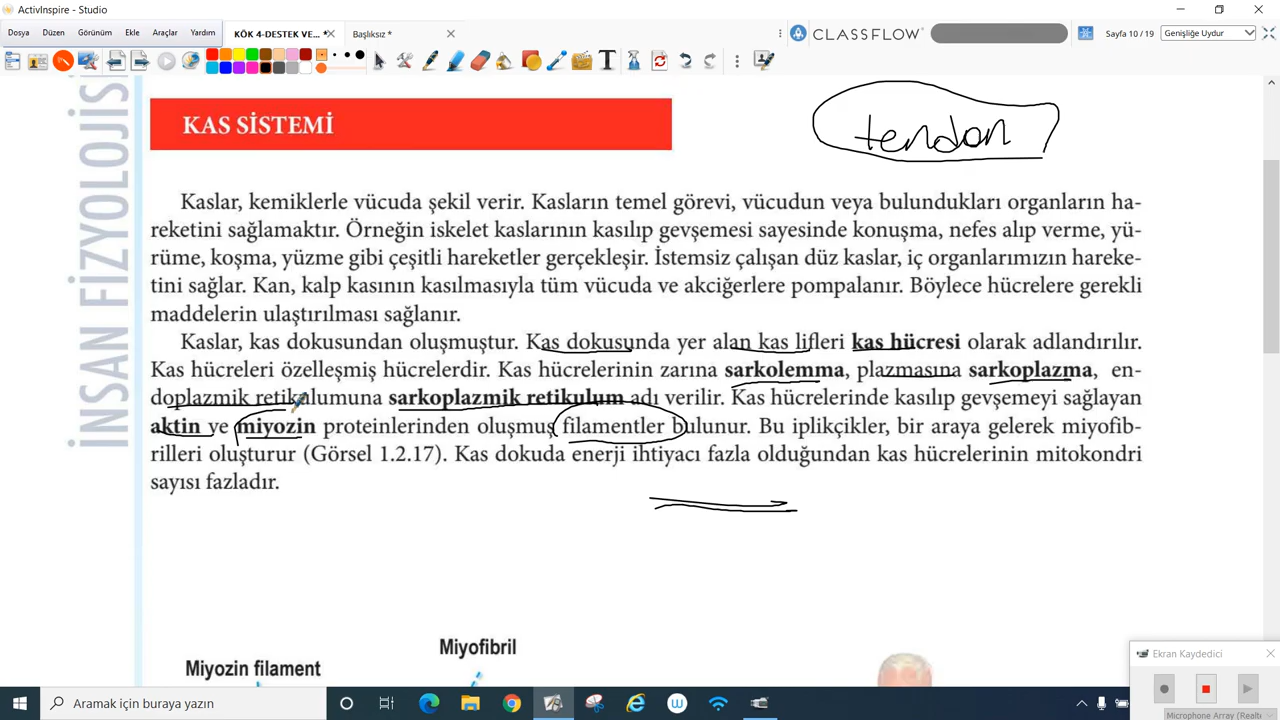 ActivInspire - Studio
Dosya Düzen Görünüm Ekle Araçlar Yardım
KÖK 4-DESTEK VE... *
Başlıksız *
CLASSFLOW
Sayfa 10 / 19
Genişliğe Uydur
İNSAN FİZYOLOJİS
KAS SİSTEMİ
tendon
Kaslar, kemiklerle vücuda şekil verir. Kasların temel görevi, vücudun veya bulundukları organların ha-
reketini sağlamaktır. Örneğin iskelet kaslarının kasılıp gevşemesi sayesinde konuşma, nefes alıp verme, yü-
rüme, koşma, yüzme gibi çeşitli hareketler gerçekleşir. İstemsiz çalışan düz kaslar, iç organlarımızın hareke-
tini sağlar. Kan, kalp kasının kasılmasıyla tüm vücuda ve akciğerlere pompalanır. Böylece hücrelere gerekli
maddelerin ulaştırılması sağlanır.
Kaslar, kas dokusundan oluşmuştur. Kas dokusunda yer alan kas lifleri kas hücresi olarak adlandırılır.
Kas hücreleri özelleşmiş hücrelerdir. Kas hücrelerinin zarına sarkolemma, plazmasına sarkoplazma, en-
doplazmik retikulumuna sarkoplazmik retikulum adı verilir. Kas hücrelerinde kasılıp gevşemeyi sağlayan
aktin ve miyozin proteinlerinden oluşmuş filamentler bulunur. Bu iplikçikler, bir araya gelerek miyofib-
rilleri oluşturur (Görsel 1.2.17). Kas dokuda enerji ihtiyacı fazla olduğundan kas hücrelerinin mitokondri
sayısı fazladır.
Miyofibril
Miyozin filament
Ekran Kaydedici
Microphone Array (Realte
Aramak için buraya yazın